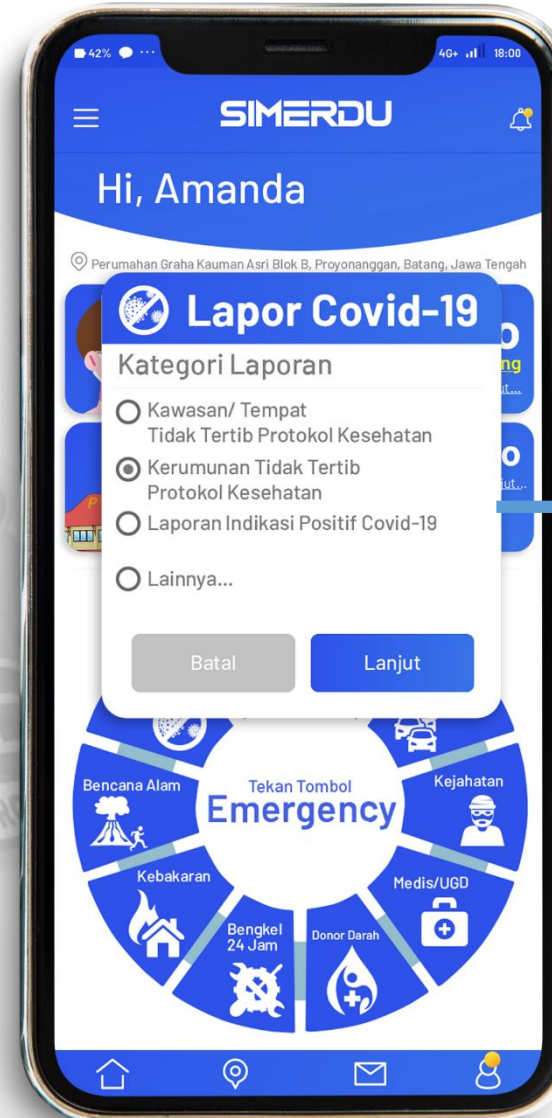 42% ...
4G+ 18:00
SIMERDU
Hi, Amanda
Perumahan Graha Kauman Asri Blok B, Proyonanggan, Batang, Jawa Tengah
Lapor Covid-19
Kategori Laporan
Kawasan/ Tempat
Tidak Tertib Protokol Kesehatan
Kerumunan Tidak Tertib
Protokol Kesehatan
Laporan Indikasi Positif Covid-19
Lainnya...
Batal
Lanjut
Bencana Alam
Tekan Tombol
Emergency
Kejahatan
Kebakaran
Medis/UGD
Bengkel
24 Jam
Donor Darah